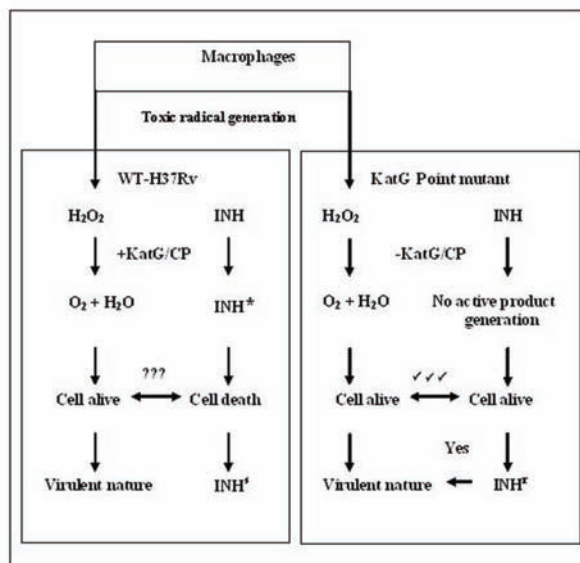 Macrophages
Toxic radical generation
WT-H37Rv
H₂O₂ INH
+KatG/CP
O₂ + H₂O INH*
???
Cell alive Cell death
Virulent nature INHˢ
KatG Point mutant
H₂O₂ INH
-KatG/CP
O₂ + H₂O No active product
generation
✓✓✓
Cell alive Cell alive
Yes
Virulent nature INHʳ